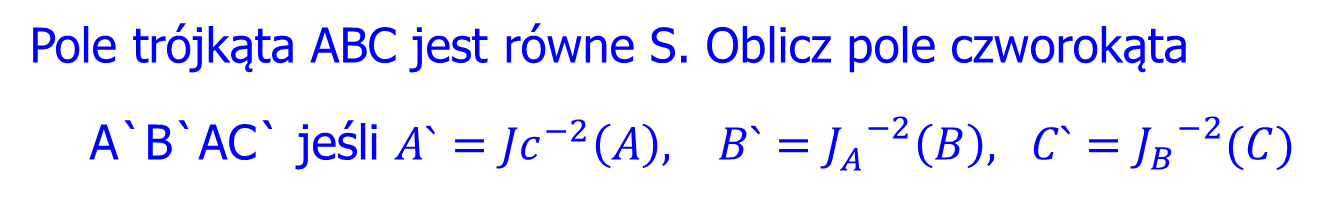 Pole trójkąta ABC jest równe S. Oblicz pole czworokąta
A`B`AC` jeśli A` = Jc⁻²(A), B` = J_A⁻²(B), C` = J_B⁻²(C)